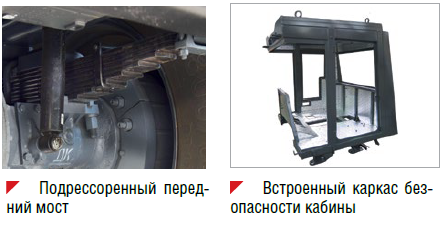 Подрессоренный перед-
ний мост
Встроенный каркас без-
опасности кабины